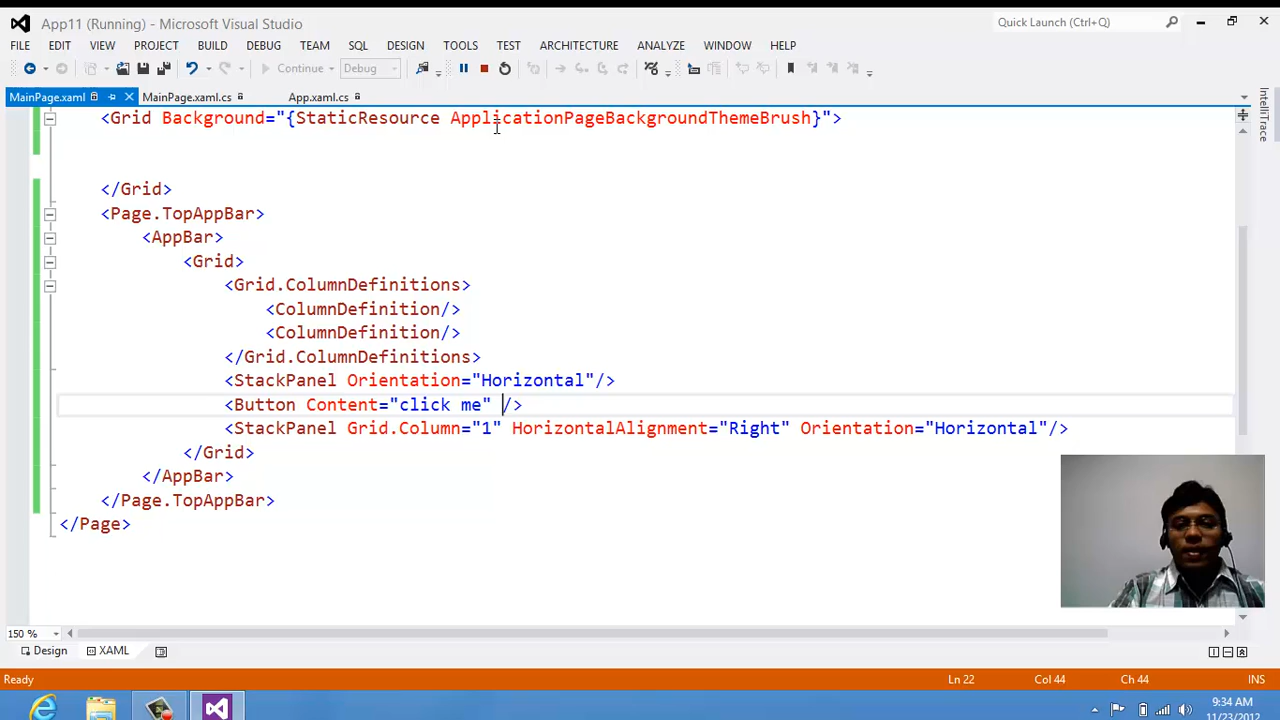 App11 (Running) - Microsoft Visual Studio
Quick Launch (Ctrl+Q)
FILE EDIT VIEW PROJECT BUILD DEBUG TEAM SQL DESIGN TOOLS TEST ARCHITECTURE ANALYZE WINDOW HELP
Continue Debug
MainPage.xaml MainPage.xaml.cs App.xaml.cs
IntelliTrace
<Grid Background="{StaticResource ApplicationPageBackgroundThemeBrush}">
</Grid>
<Page.TopAppBar>
<AppBar>
<Grid>
<Grid.ColumnDefinitions>
<ColumnDefinition/>
<ColumnDefinition/>
</Grid.ColumnDefinitions>
<StackPanel Orientation="Horizontal"/>
<Button Content="click me" />
<StackPanel Grid.Column="1" HorizontalAlignment="Right" Orientation="Horizontal"/>
</Grid>
</AppBar>
</Page.TopAppBar>
</Page>
150 %
Design XAML
Ready Ln 22 Col 44 Ch 44 INS
9:34 AM
11/23/2012